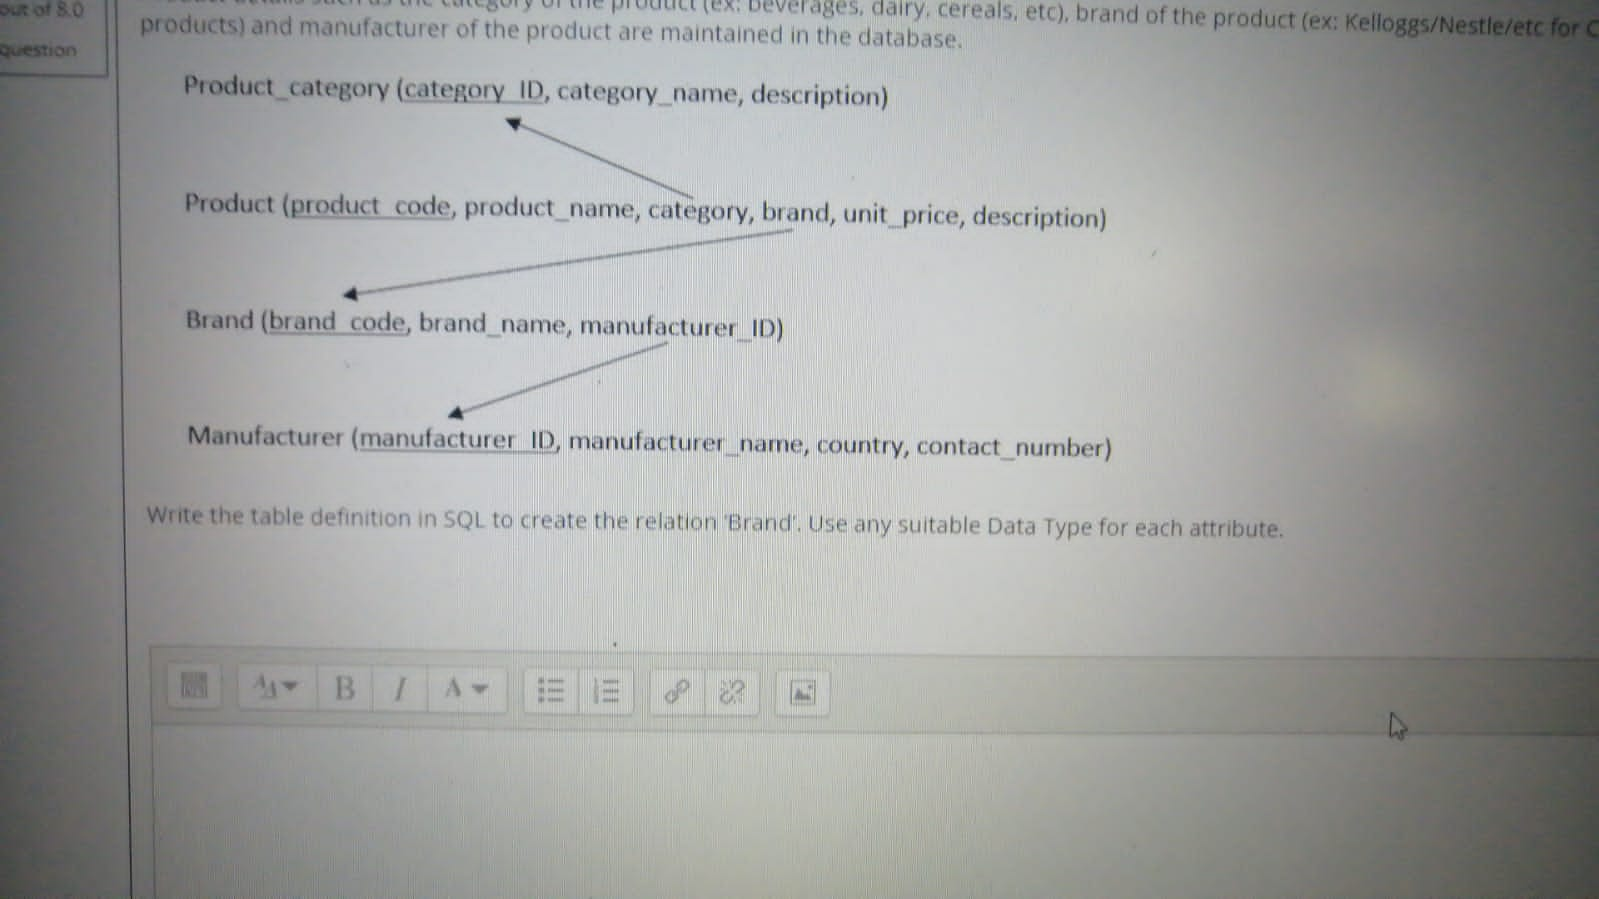 out of 8.0
question
category of the product (ex: Beverages, dairy, cereals, etc), brand of the product (ex: Kelloggs/Nestle/etc for
products) and manufacturer of the product are maintained in the database.
Product_category (category_ID, category_name, description)
Product (product_code, product_name, category, brand, unit_price, description)
Brand (brand_code, brand_name, manufacturer_ID)
Manufacturer (manufacturer_ID, manufacturer_name, country, contact_number)
Write the table definition in SQL to create the relation 'Brand'. Use any suitable Data Type for each attribute.
B I A